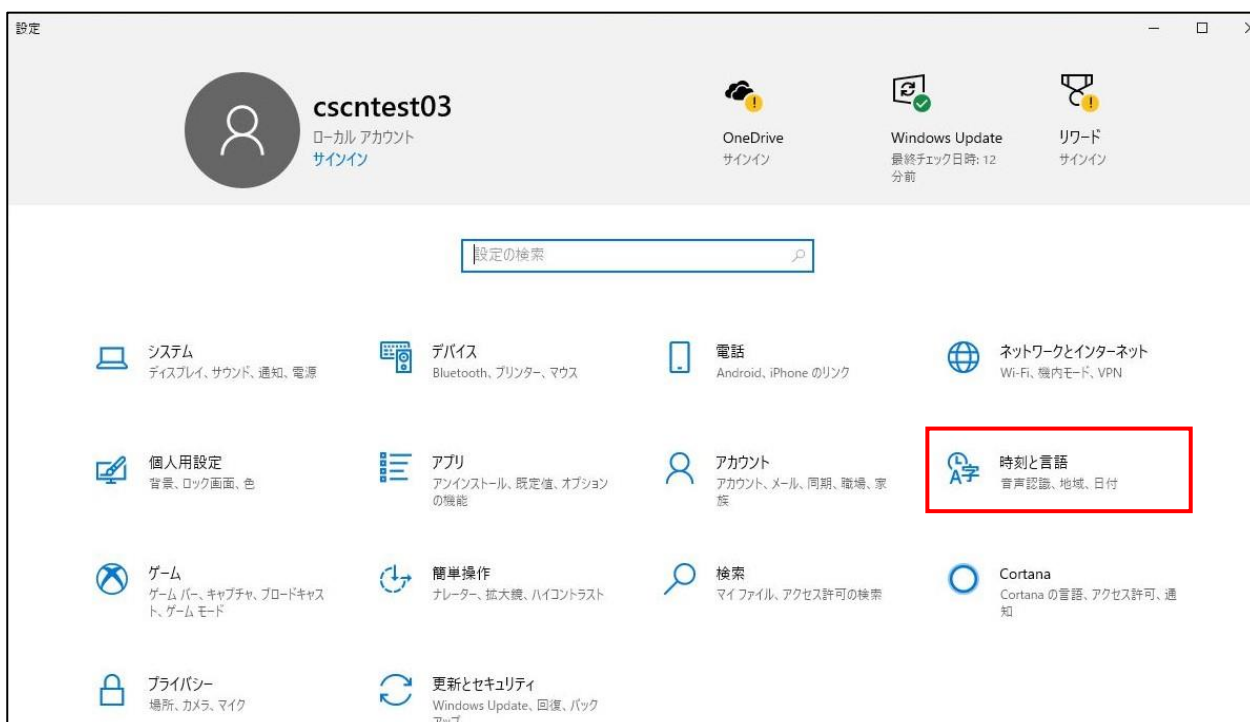 設定
cscntest03
ローカル アカウント
サインイン
OneDrive
サインイン
Windows Update
最終チェック日時: 12
分前
リワード
サインイン
設定の検索
システム
ディスプレイ、サウンド、通知、電源
デバイス
Bluetooth、プリンター、マウス
電話
Android、iPhone のリンク
ネットワークとインターネット
Wi-Fi、機内モード、VPN
個人用設定
背景、ロック画面、色
アプリ
アンインストール、既定値、オプション
の機能
アカウント
アカウント、メール、同期、職場、家
族
時刻と言語
音声認識、地域、日付
ゲーム
ゲーム バー、キャプチャ、ブロードキャス
ト、ゲーム モード
簡単操作
ナレーター、拡大鏡、ハイコントラスト
検索
マイ ファイル、アクセス許可の検索
Cortana
Cortana の言語、アクセス許可、通
知
プライバシー
場所、カメラ、マイク
更新とセキュリティ
Windows Update、回復、バック
アップ